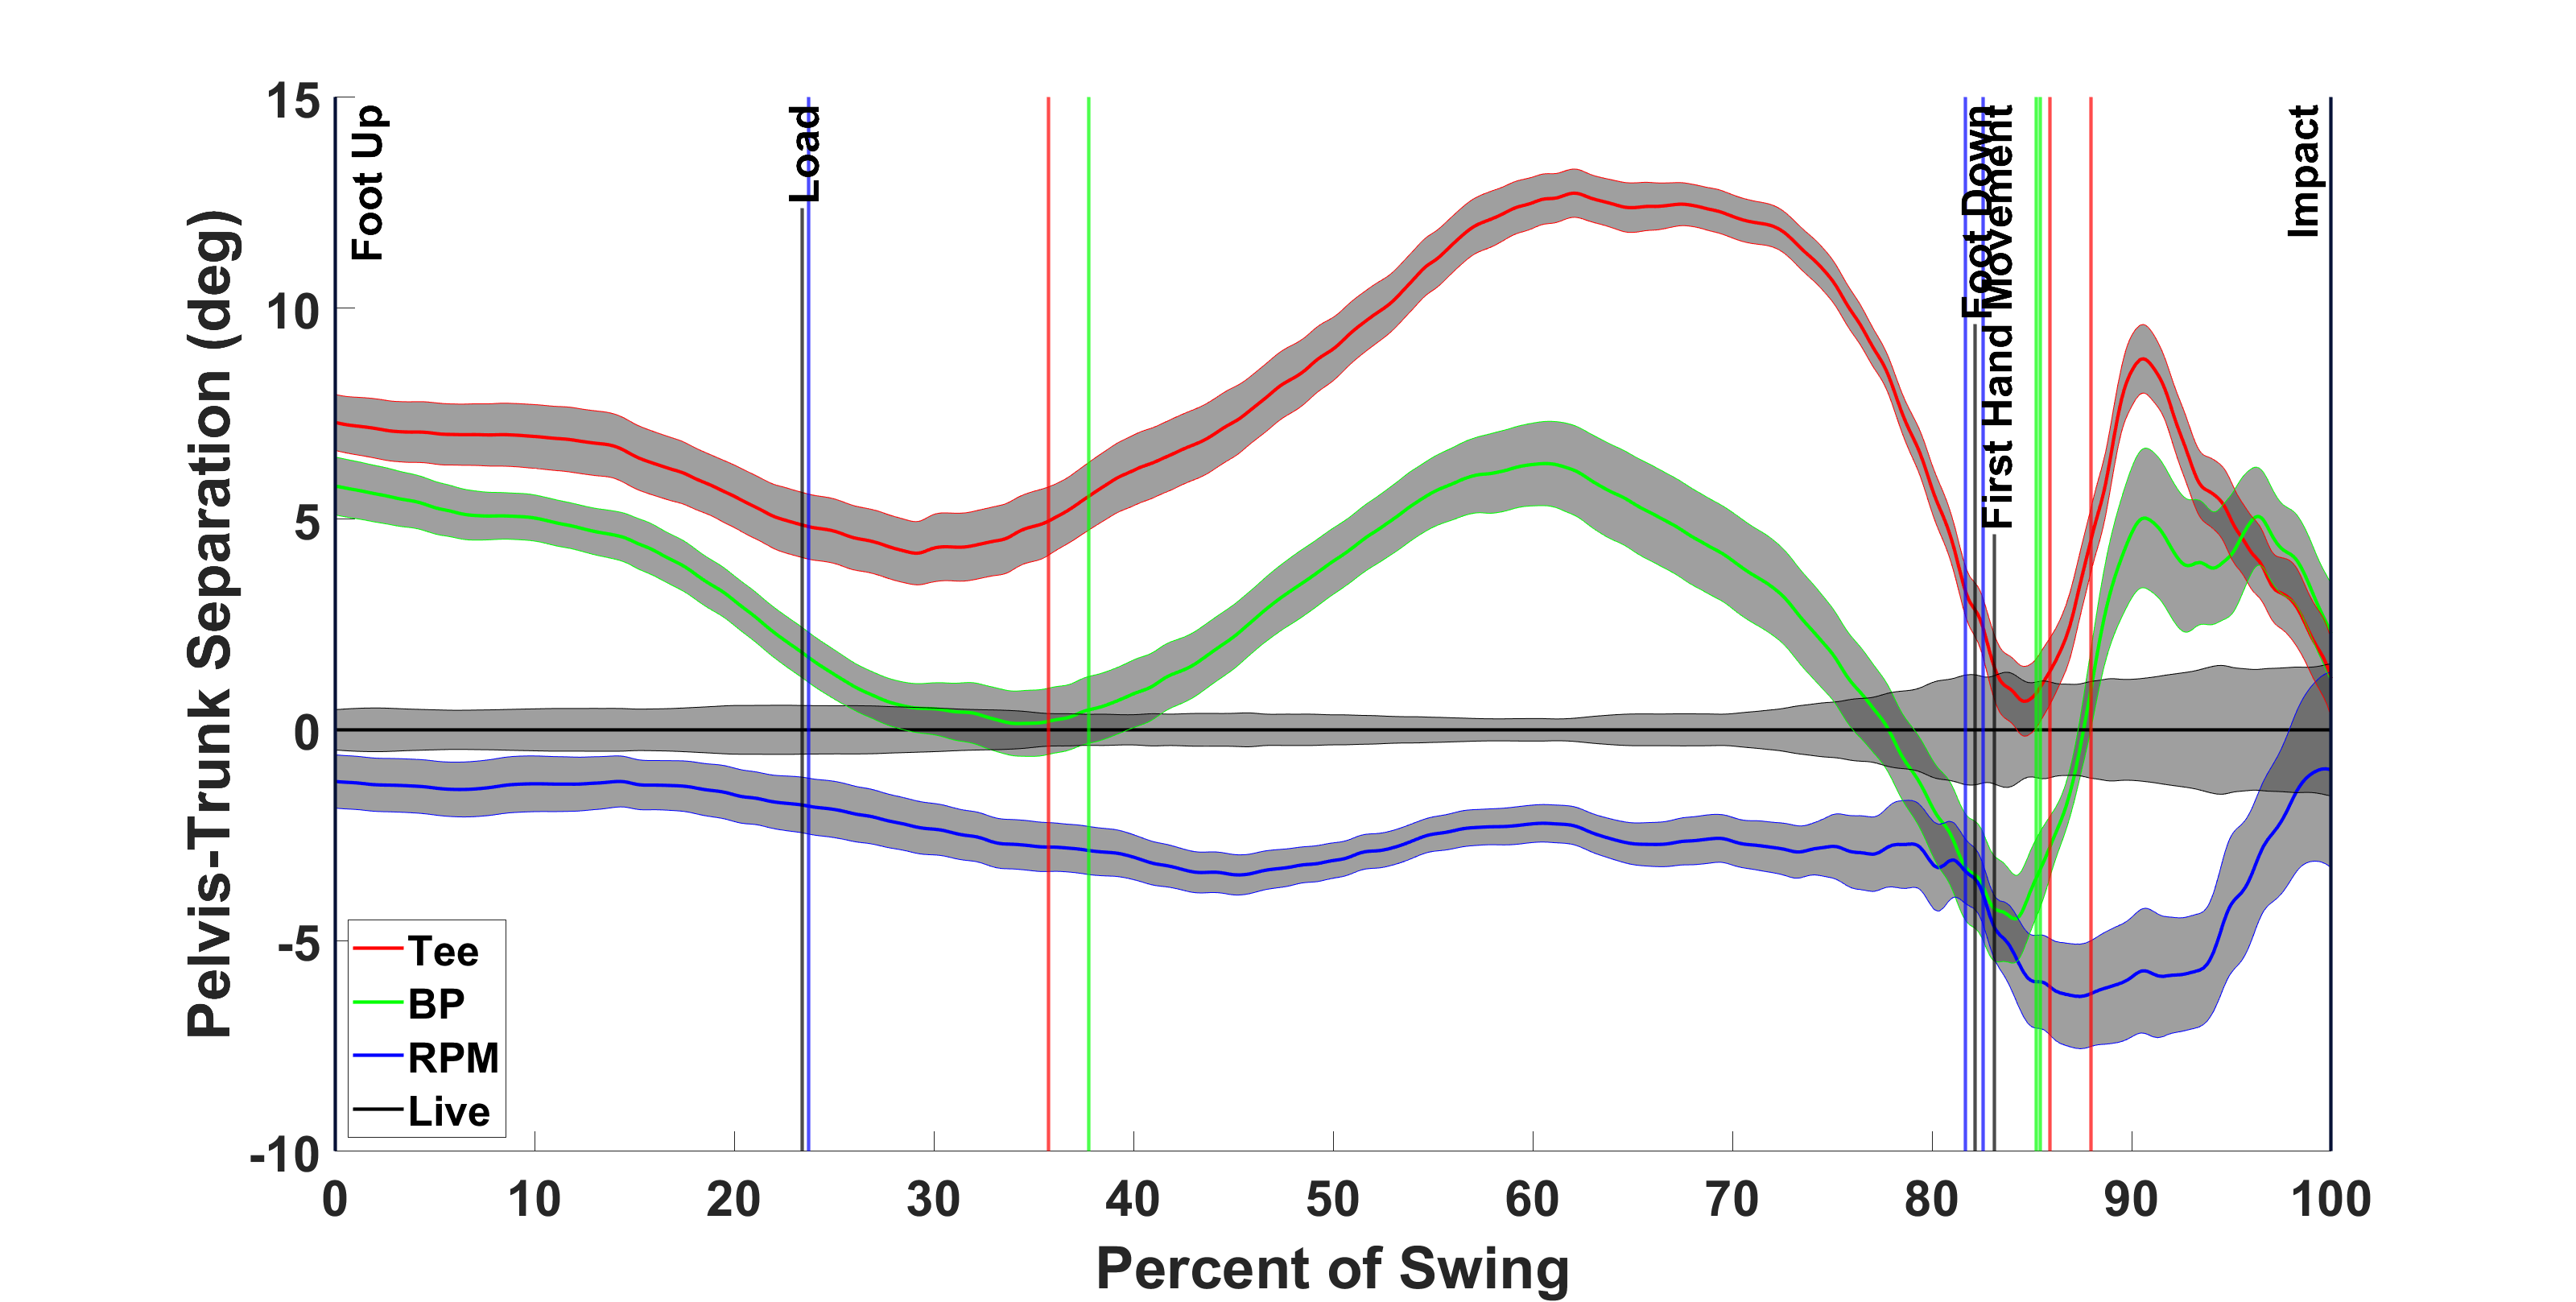 Pelvis-Trunk Separation (deg)
15
10
5
0
-5
-10
Foot Up
Load
Foot Down
First Hand Movement
Impact
Tee
BP
RPM
Live
0 10 20 30 40 50 60 70 80 90 100
Percent of Swing